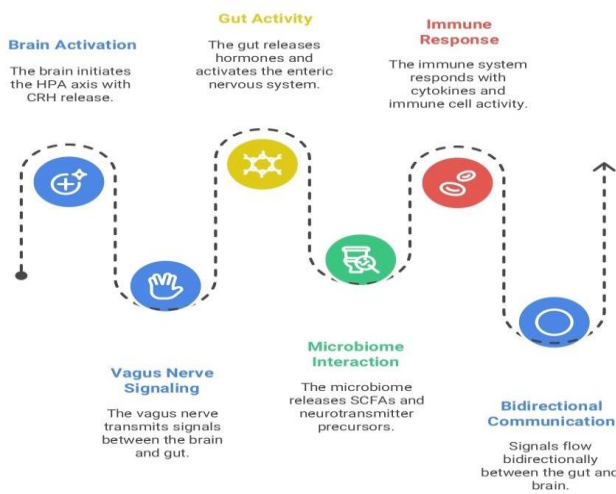 Brain Activation
The brain initiates
the HPA axis with
CRH release.
Vagus Nerve
Signaling
The vagus nerve
transmits signals
between the brain
and gut.
Gut Activity
The gut releases
hormones and
activates the enteric
nervous system.
Microbiome
Interaction
The microbiome
releases SCFAs and
neurotransmitter
precursors.
Immune
Response
The immune system
responds with
cytokines and
immune cell activity.
Bidirectional
Communication
Signals flow
bidirectionally
between the gut and
brain.